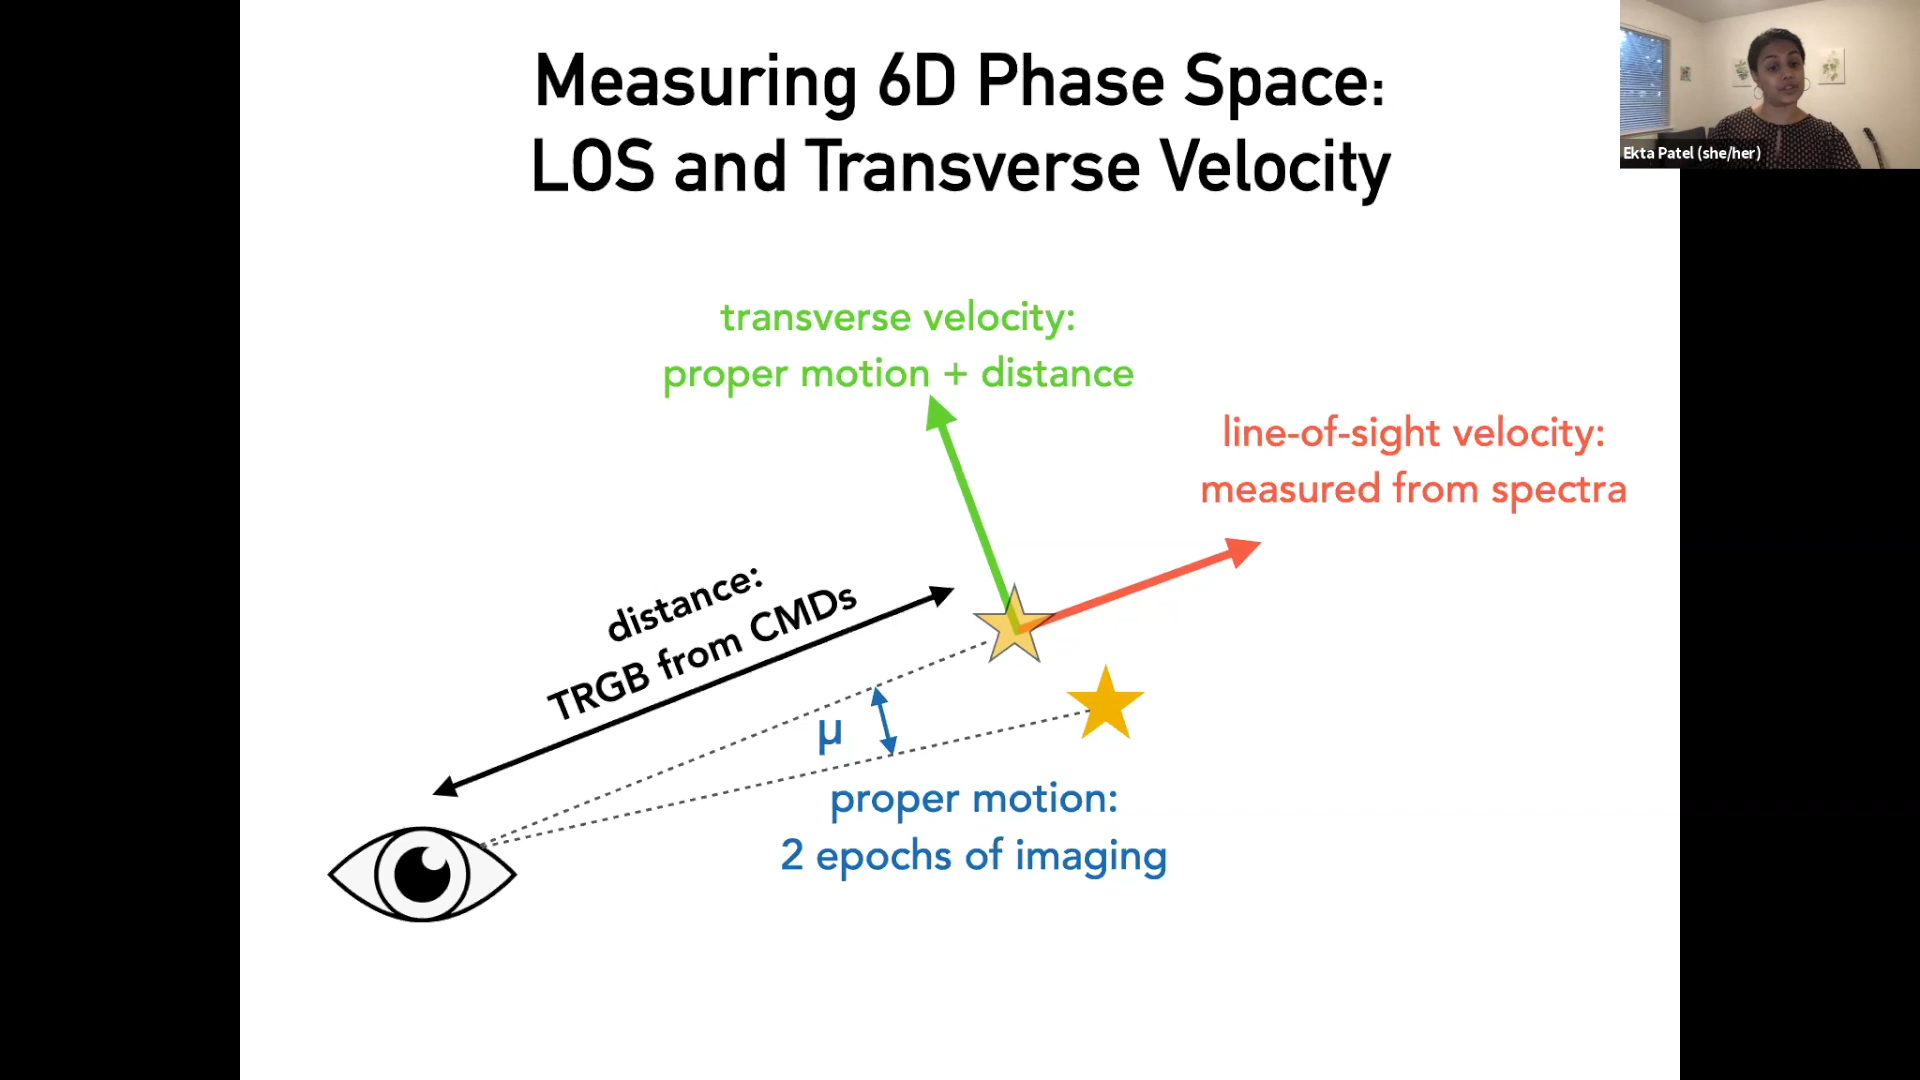 Measuring 6D Phase Space:
LOS and Transverse Velocity
Ekta Patel (she/her)
transverse velocity:
proper motion + distance
line-of-sight velocity:
measured from spectra
distance:
TRGB from CMDs
μ
proper motion:
2 epochs of imaging